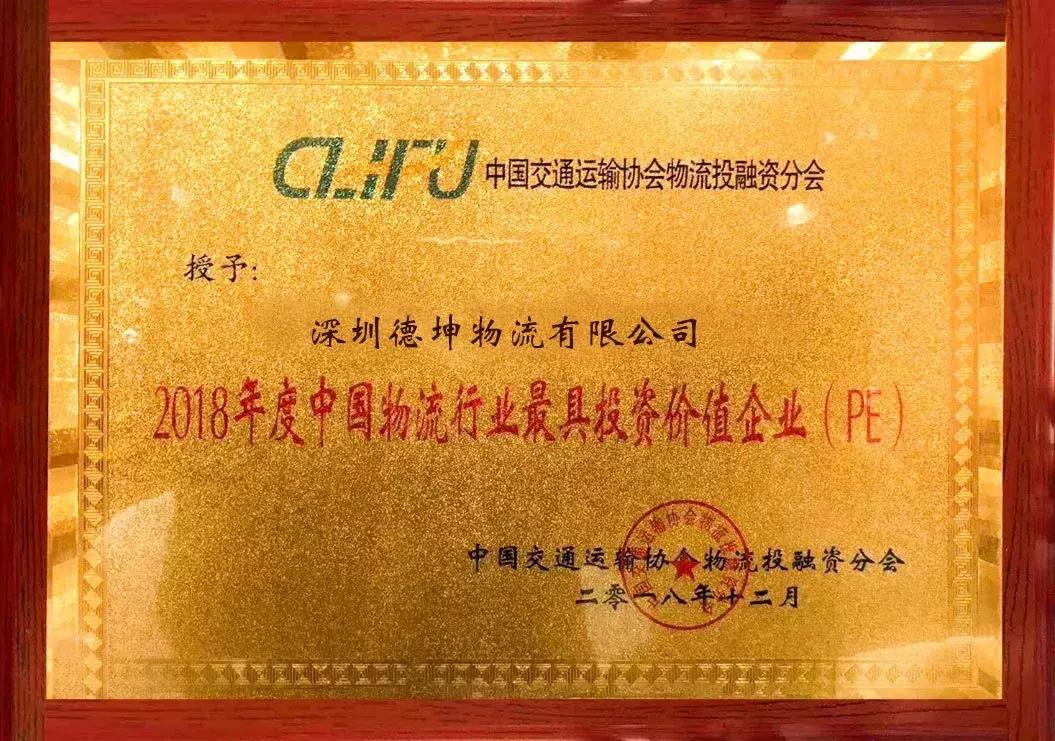 CLIFU 中国交通运输协会物流投融资分会
授予:
深圳德坤物流有限公司
2018年度中国物流行业最具投资价值企业(PE)
中国交通运输协会物流投融资分会
二零一八年十二月